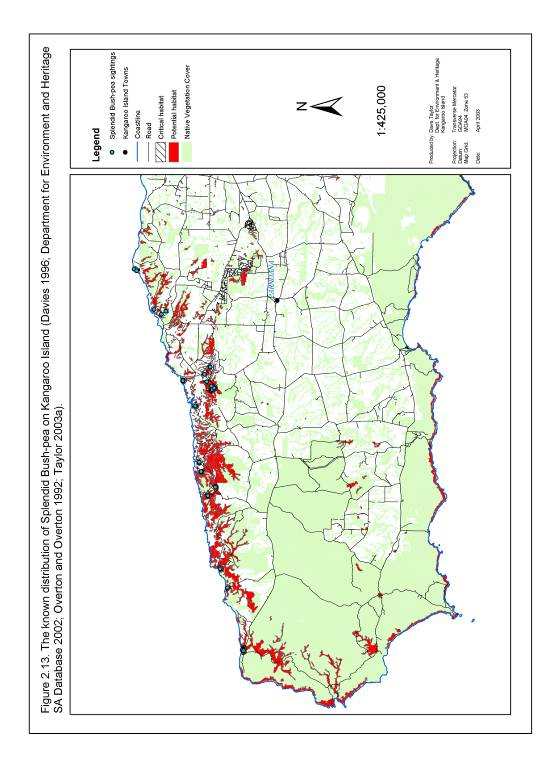 Figure 2.13. The known distribution of Splendid Bush-pea on Kangaroo Island (Davies 1996; Department for Environment and Heritage
SA Database 2002; Overton and Overton 1992; Taylor 2003a).
PARNDANA
Legend
Splendid Bush-pea sightings
Kangaroo Island Towns
Coastline
Road
Critical habitat
Potential habitat
Native Vegetation Cover
N
1:425,000
Produced by: Dave Taylor
Dept. for Environment & Heritage
Kangaroo Island
Projection: Transverse Mercator
Datum: GDA94
Map Grid: MGA94 Zone 53
Date: April 2003